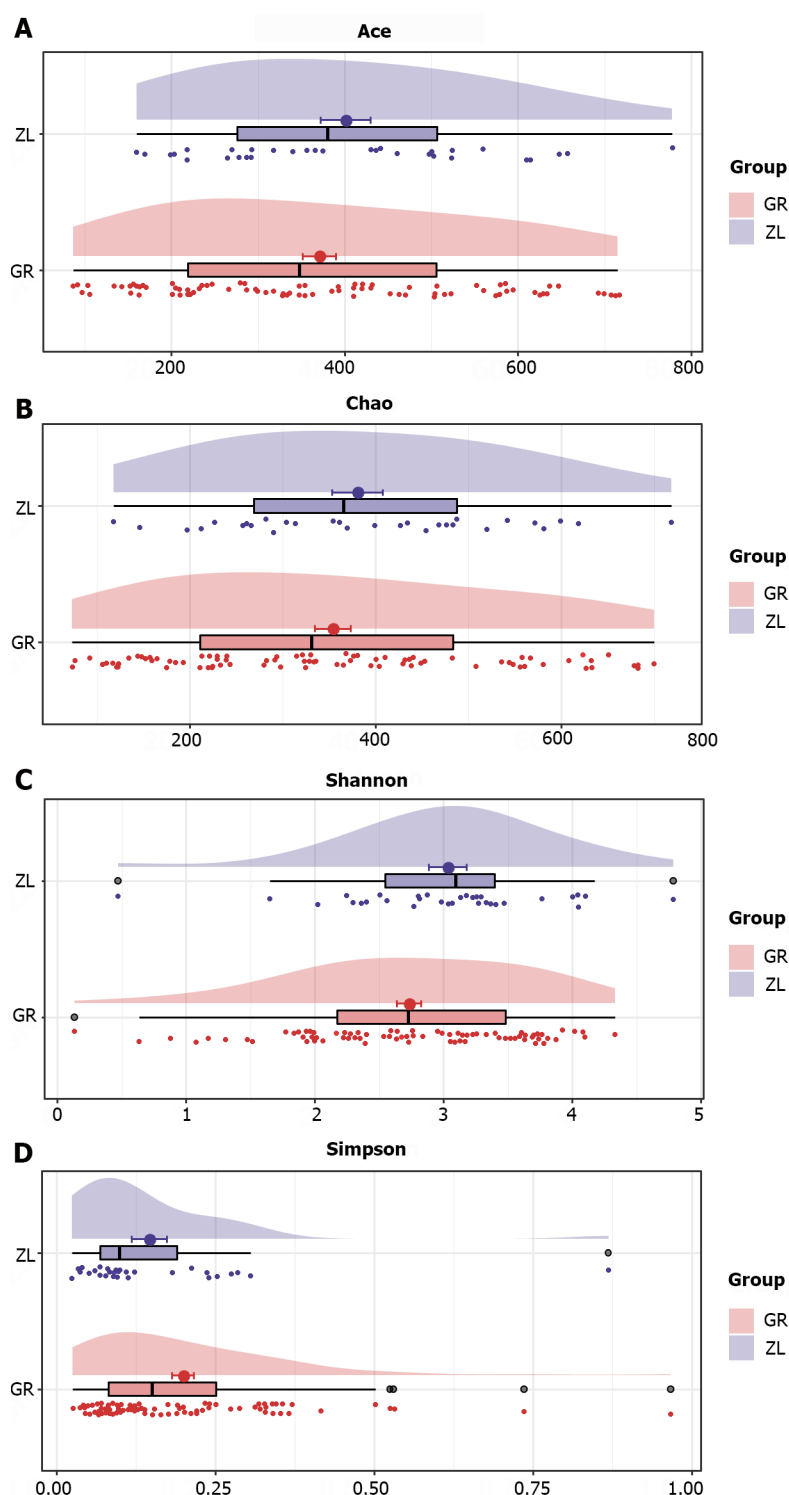 A
Ace
ZL
GR
200 400 600 800
Group
GR
ZL
B
Chao
ZL
GR
200 400 600 800
Group
GR
ZL
C
Shannon
ZL
GR
0 1 2 3 4 5
Group
GR
ZL
D
Simpson
ZL
GR
0.00 0.25 0.50 0.75 1.00
Group
GR
ZL